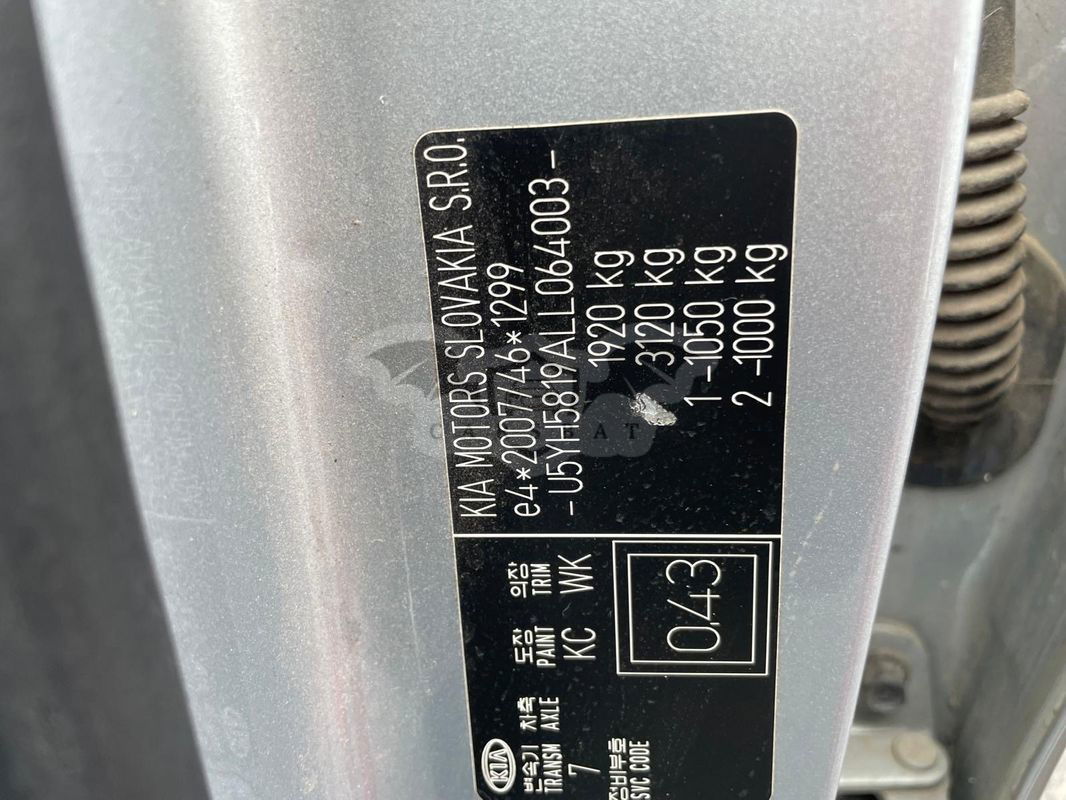 KIA MOTORS SLOVAKIA S.R.O.
e4*2007/46*1299
-U5YH5819ALL064003-
1920 kg
3120 kg
1 -1050 kg
2 -1000 kg
KIA
변속기 차축 도장 의장
TRANSM AXLE PAINT TRIM
7 KC WK
정비부호
SVC CODE
0.43